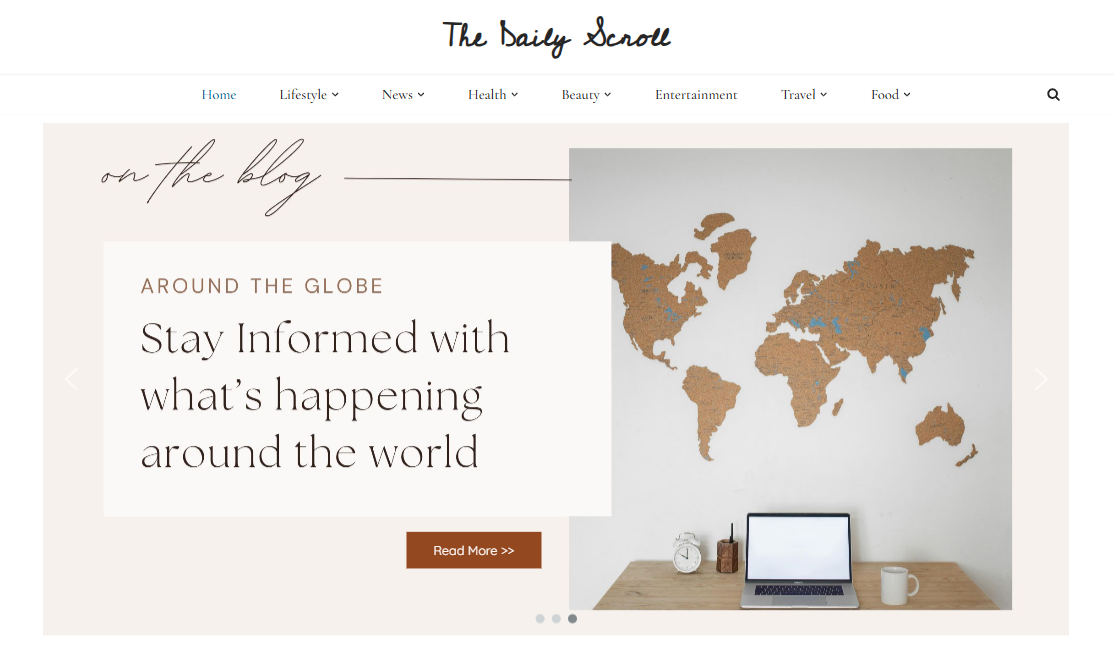 The Daily Scroll
Home Lifestyle News Health Beauty Entertainment Travel Food
on the blog
AROUND THE GLOBE
Stay Informed with
what's happening
around the world
Read More >>